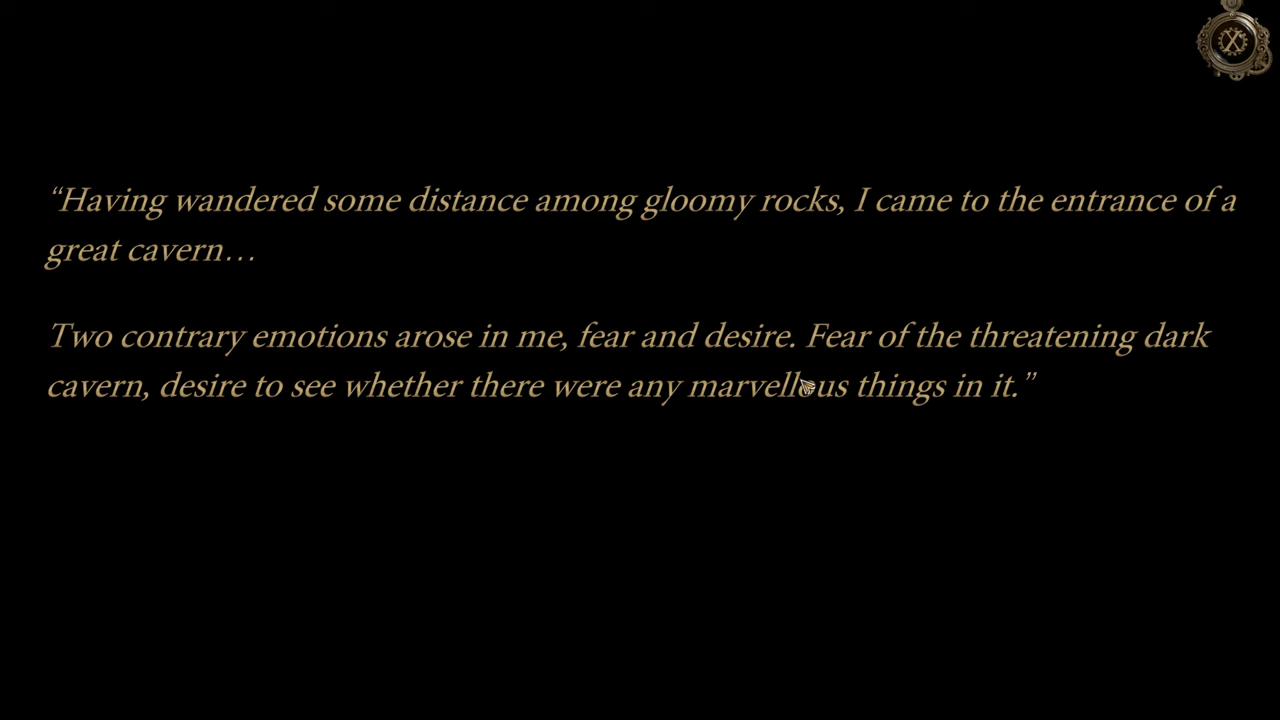 “Having wandered some distance among gloomy rocks, I came to the entrance of a
great cavern…
Two contrary emotions arose in me, fear and desire. Fear of the threatening dark
cavern, desire to see whether there were any marvellous things in it.”